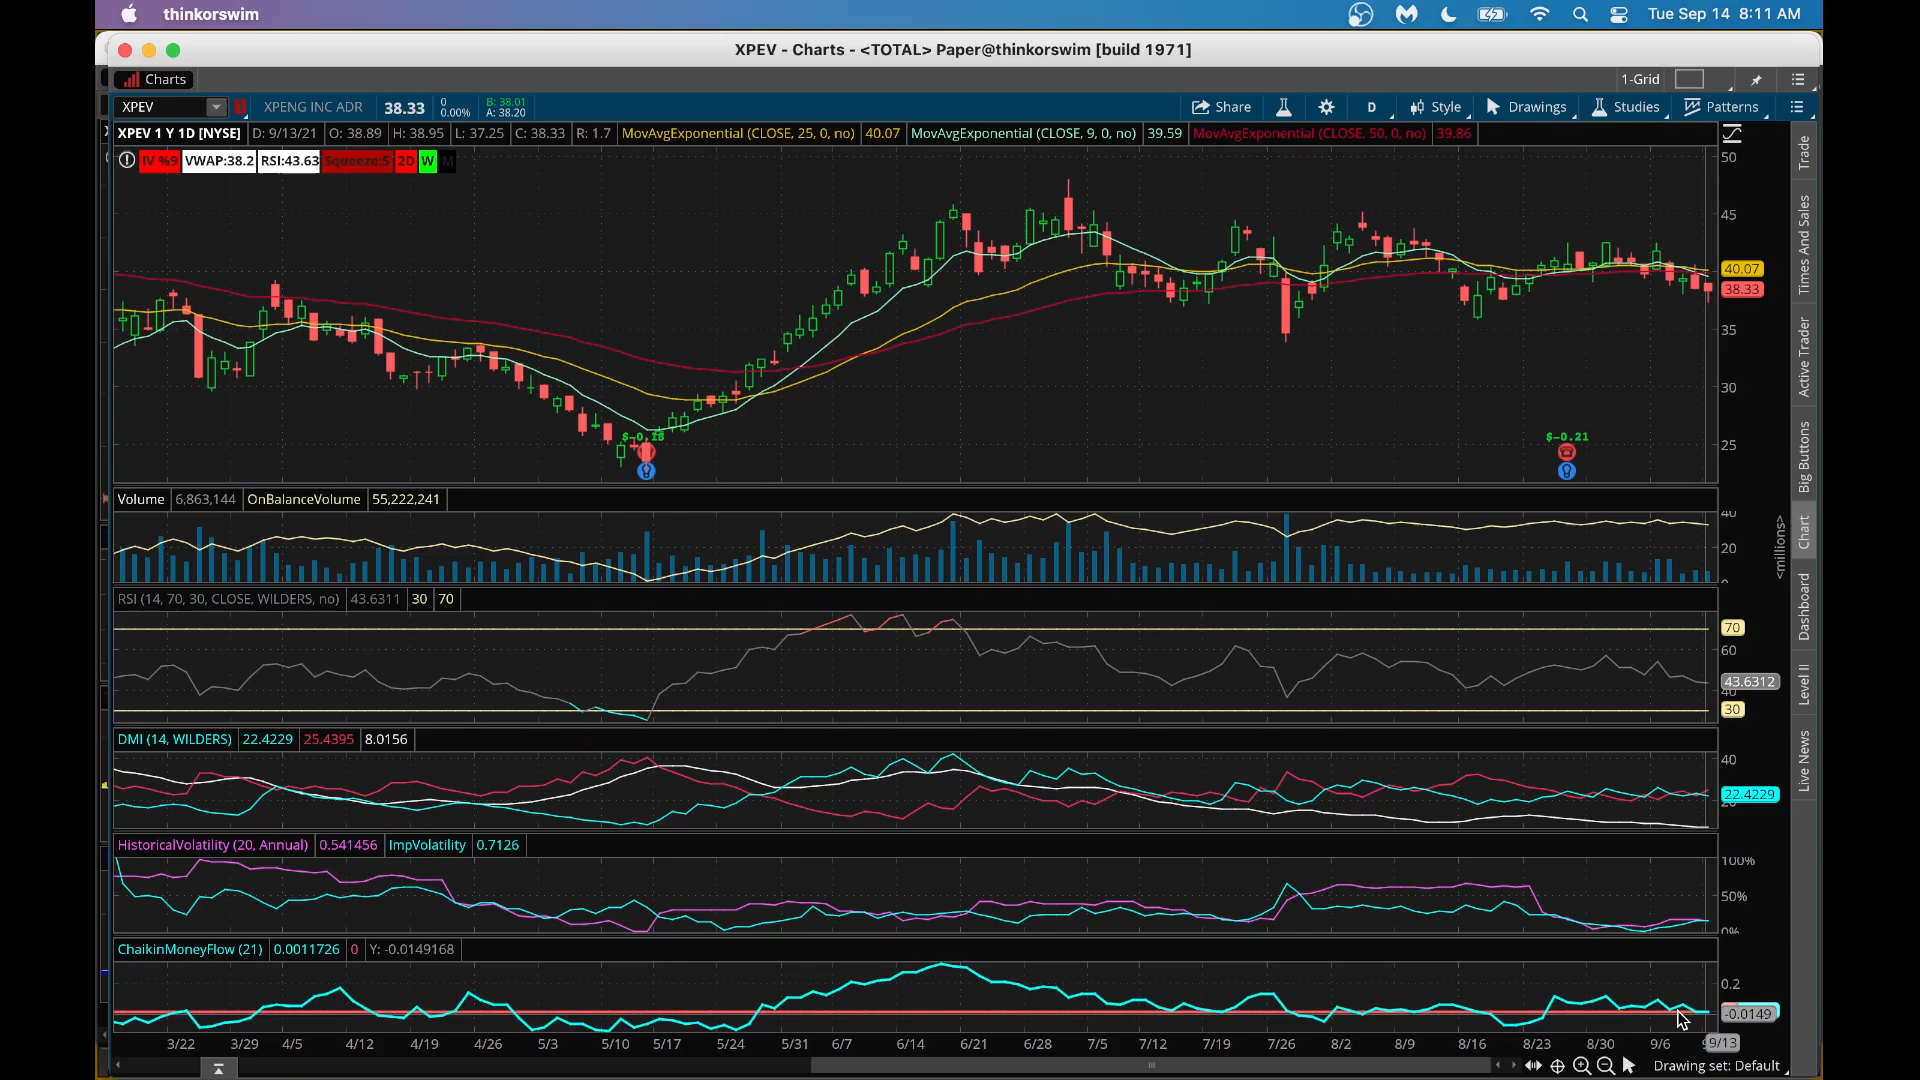 thinkorswim
Tue Sep 14 8:11 AM
XPEV - Charts - <TOTAL> Paper@thinkorswim [build 1971]
Charts
1-Grid
XPEV
XPENG INC ADR
38.33
0
0.00%
B: 38.01
A: 38.20
Share
D
Style
Drawings
Studies
Patterns
XPEV 1 Y 1D [NYSE] D: 9/13/21 O: 38.89 H: 38.95 L: 37.25 C: 38.33 R: 1.7 MovAvgExponential (CLOSE, 25, 0, no) 40.07 MovAvgExponential (CLOSE, 9, 0, no) 39.59 MovAvgExponential (CLOSE, 50, 0, no) 39.86
IV %9 VWAP:38.2 RSI:43.63 Squeeze:5 2D W M
50
45
40.07
38.33
35
30
25
$-0.13
$-0.21
Volume 6,863,144 OnBalanceVolume 55,222,241
40
20
0
<millions>
RSI (14, 70, 30, CLOSE, WILDERS, no) 43.6311 30 70
70
60
43.6312
40
30
DMI (14, WILDERS) 22.4229 25.4395 8.0156
40
22.4229
20
HistoricalVolatility (20, Annual) 0.541456 ImpVolatility 0.7126
100%
50%
0%
ChaikinMoneyFlow (21) 0.0011726 0 Y: -0.0149168
0.2
-0.0149
3/22 3/29 4/5 4/12 4/19 4/26 5/3 5/10 5/17 5/24 5/31 6/7 6/14 6/21 6/28 7/5 7/12 7/19 7/26 8/2 8/9 8/16 8/23 8/30 9/6 9/13
Drawing set: Default
Trade
Times And Sales
Active Trader
Big Buttons
Chart
Dashboard
Level II
Live News